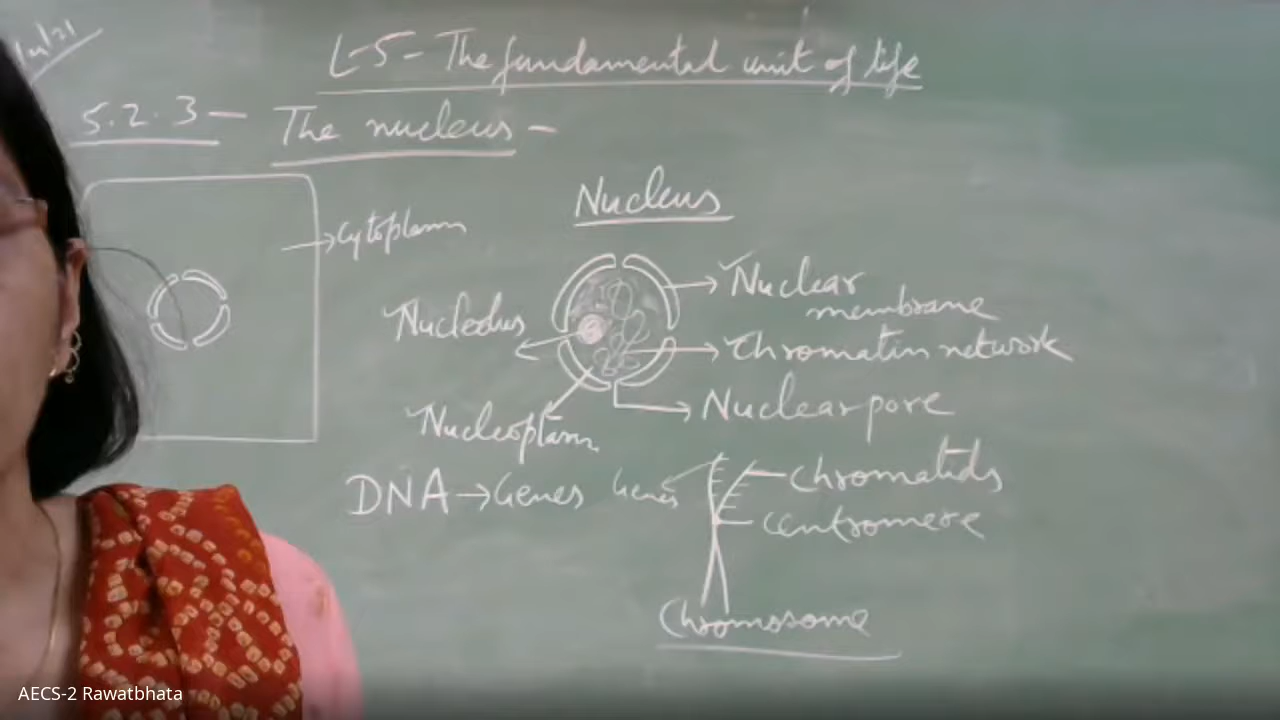 L-5- The fundamental unit of life
5.2.3 - The nucleus -
Nucleus
Cytoplasm
Nuclear
membrane
Nucleolus
Chromatin network
Nuclear pore
Nucleoplasm
Chromatids
DNA → Genes
Genes
Centromere
Chromosome
AECS-2 Rawatbhata